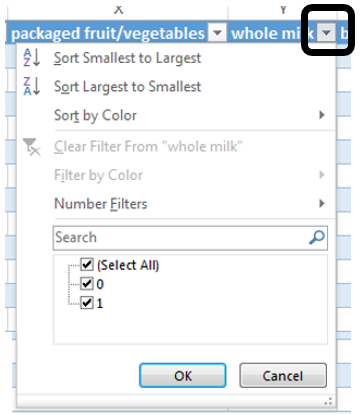 X Y
packaged fruit/vegetables whole milk b
Sort Smallest to Largest
Sort Largest to Smallest
Sort by Color
Clear Filter From "whole milk"
Filter by Color
Number Filters
Search
(Select All)
0
1
OK Cancel